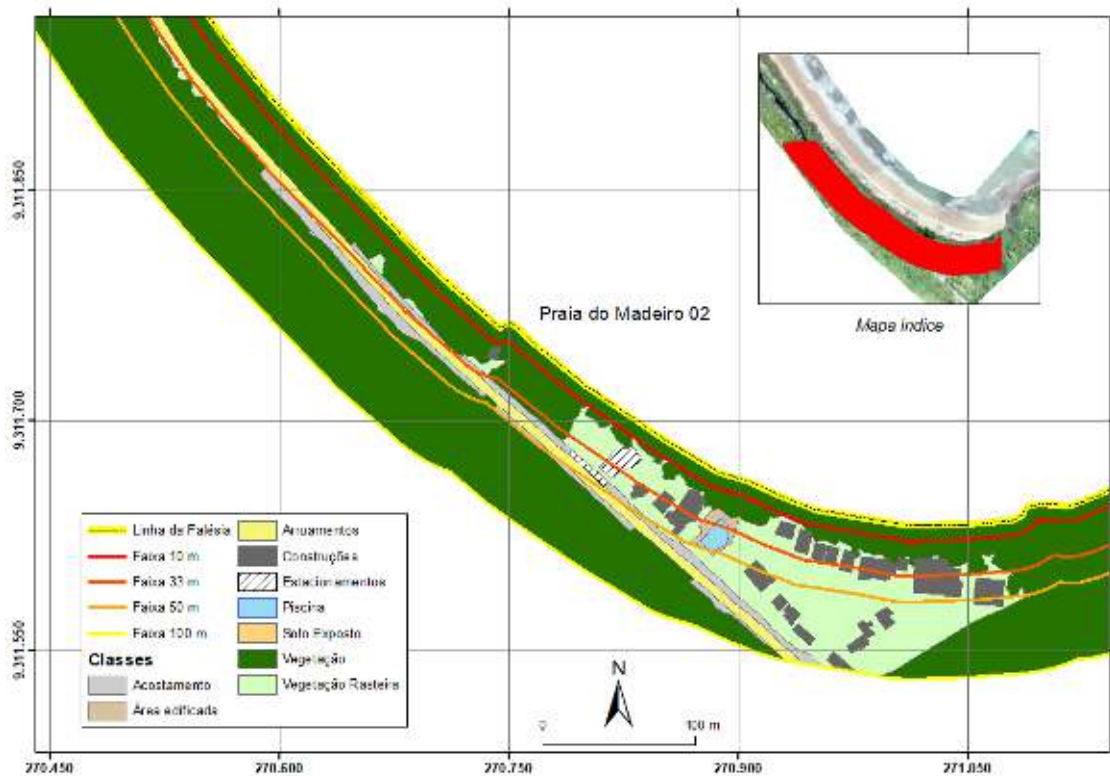 9.311.850
9.311.700
9.311.550
Praia do Madeiro 02
Mapa índice
Linha de Falésia
Faixa 10 m
Faixa 33 m
Faixa 50 m
Faixa 100 m
Classes
Acostamento
Área edificada
Arruamentos
Construções
Estacionamentos
Piscina
Solo Exposto
Vegetação
Vegetação Rasteira
N
0
100 m
270.450
270.600
270.750
270.900
271.050